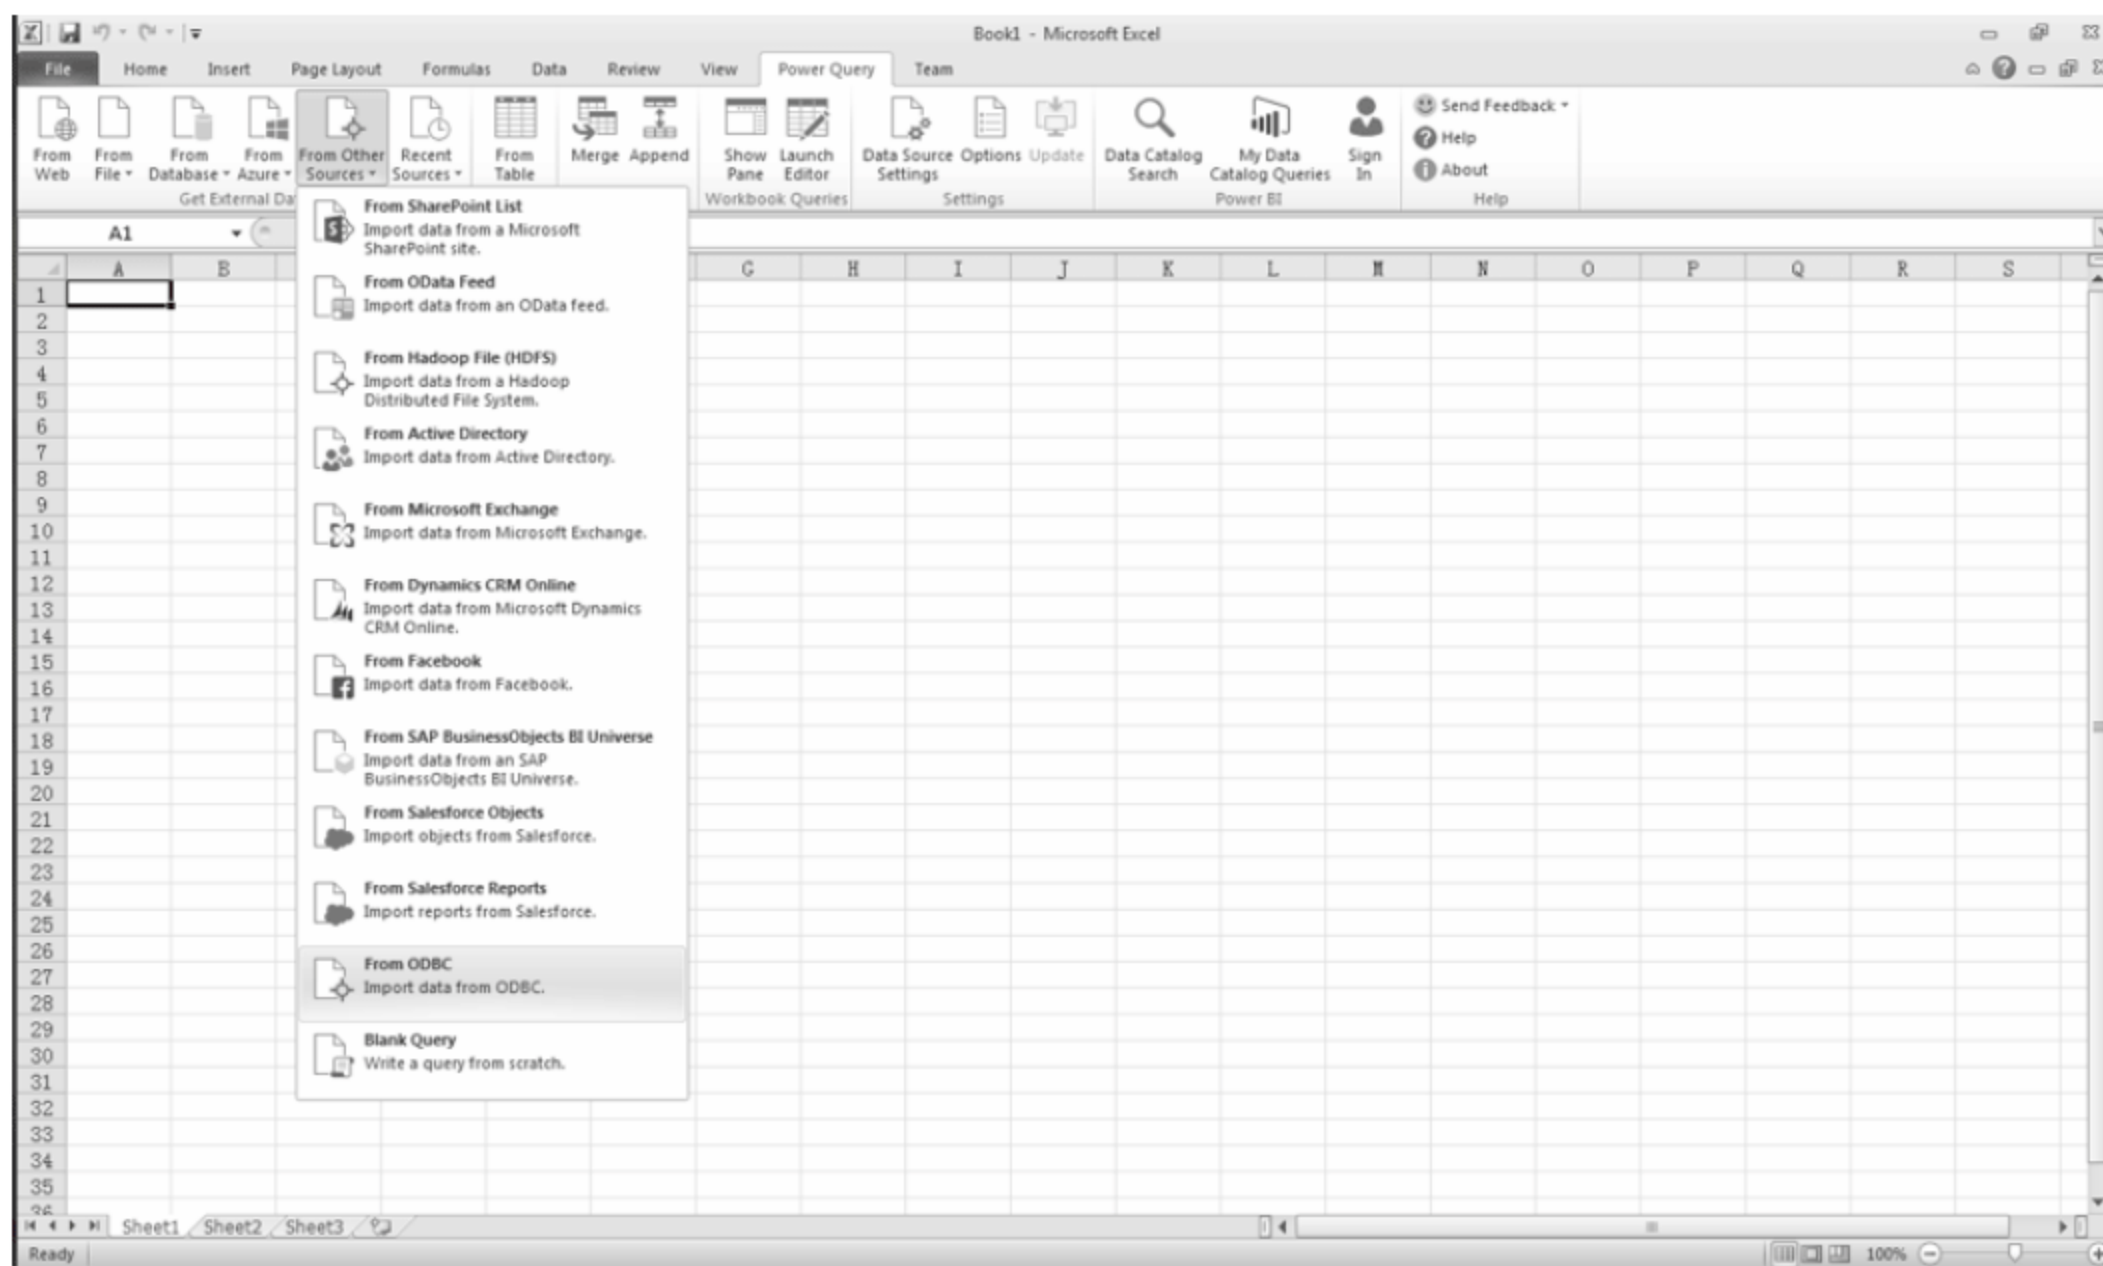 Book1 - Microsoft Excel
File Home Insert Page Layout Formulas Data Review View Power Query Team
From Web
From File
From Database
From Azure
From Other Sources
Recent Sources
From Table
Merge
Append
Show Pane
Launch Editor
Data Source Settings
Options
Update
Data Catalog Search
My Data Catalog Queries
Sign In
Send Feedback
Help
About
Get External Da
Workbook Queries
Settings
Power BI
Help
A1
A B G H I J K L M N O P Q R S
From SharePoint List
Import data from a Microsoft
SharePoint site.
From OData Feed
Import data from an OData feed.
From Hadoop File (HDFS)
Import data from a Hadoop
Distributed File System.
From Active Directory
Import data from Active Directory.
From Microsoft Exchange
Import data from Microsoft Exchange.
From Dynamics CRM Online
Import data from Microsoft Dynamics
CRM Online.
From Facebook
Import data from Facebook.
From SAP BusinessObjects BI Universe
Import data from an SAP
BusinessObjects BI Universe.
From Salesforce Objects
Import objects from Salesforce.
From Salesforce Reports
Import reports from Salesforce.
From ODBC
Import data from ODBC.
Blank Query
Write a query from scratch.
1
2
3
4
5
6
7
8
9
10
11
12
13
14
15
16
17
18
19
20
21
22
23
24
25
26
27
28
29
30
31
32
33
34
35
36
Sheet1 Sheet2 Sheet3
Ready
100%